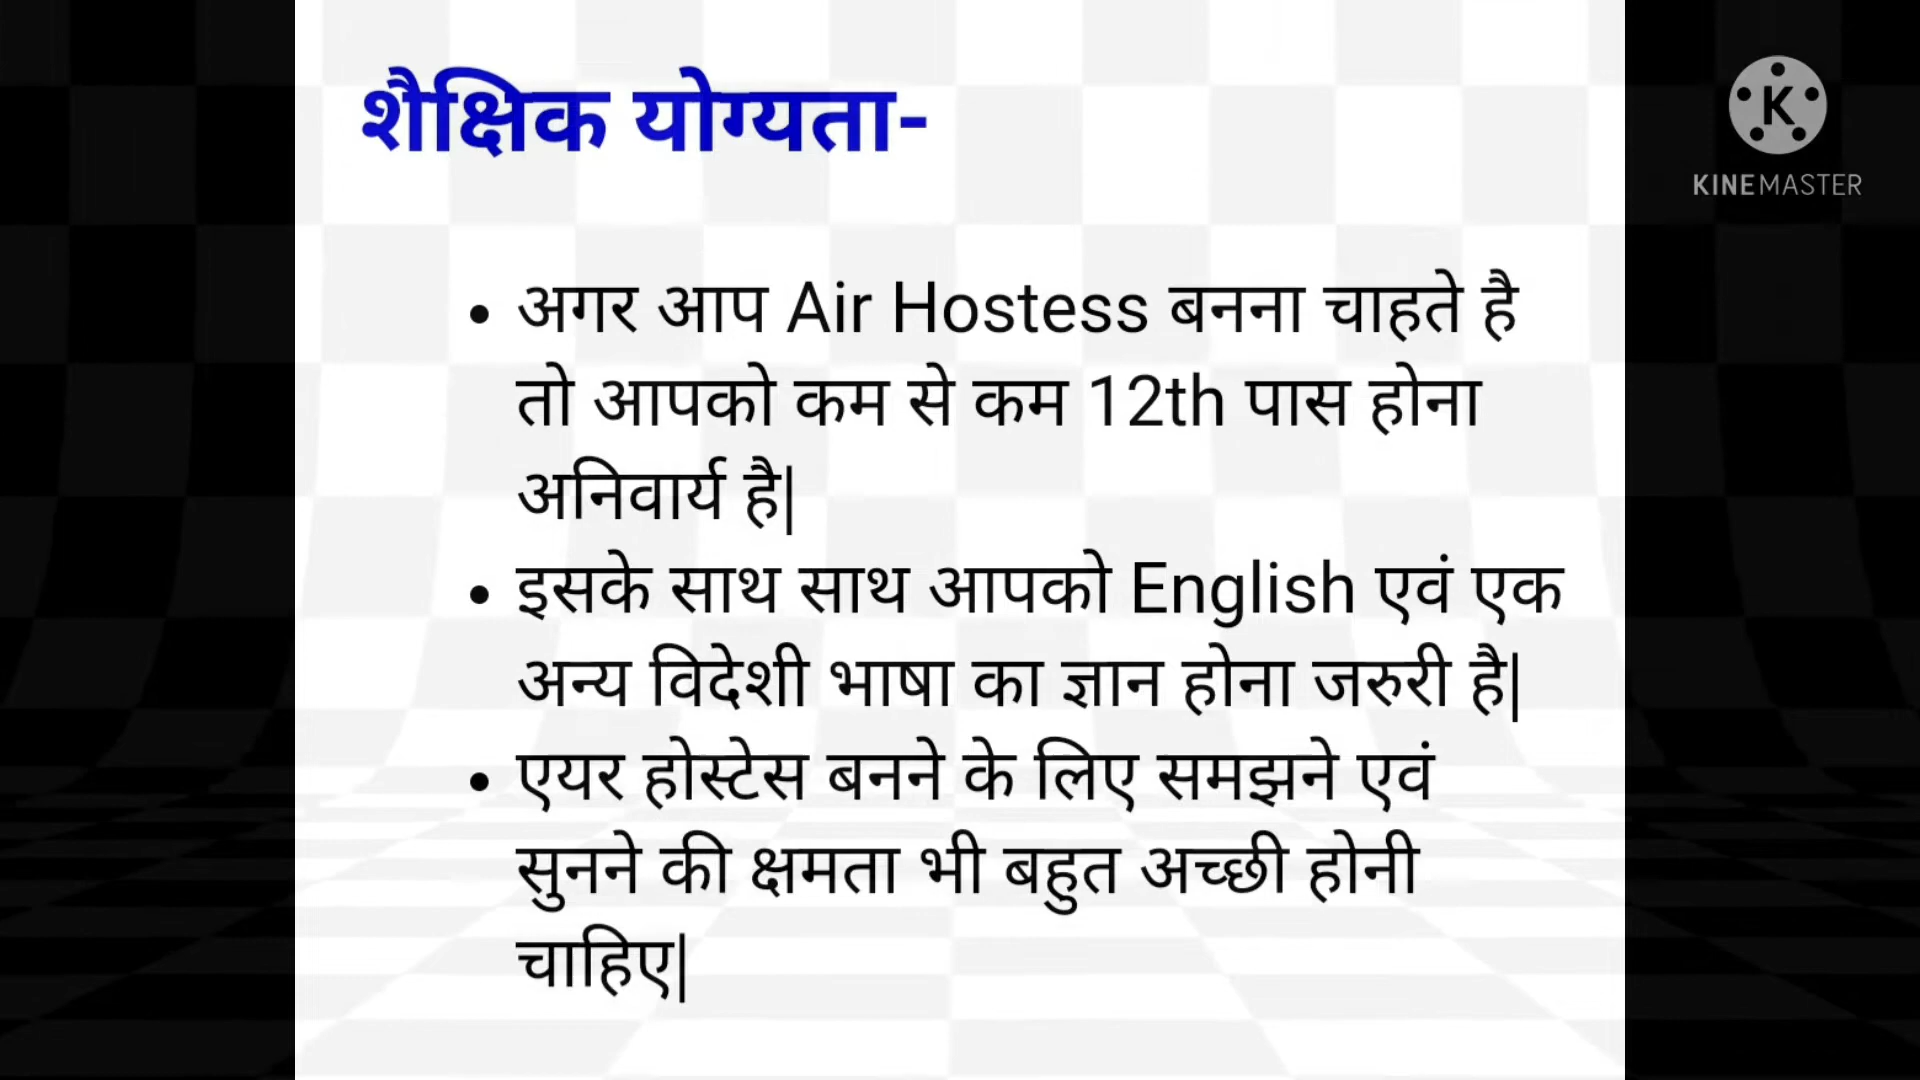 शैक्षिक योग्यता-
KINEMASTER
• अगर आप Air Hostess बनना चाहते है
तो आपको कम से कम 12th पास होना
अनिवार्य है|
• इसके साथ साथ आपको English एवं एक
अन्य विदेशी भाषा का ज्ञान होना जरुरी है|
• एयर होस्टेस बनने के लिए समझने एवं
सुनने की क्षमता भी बहुत अच्छी होनी
चाहिए|